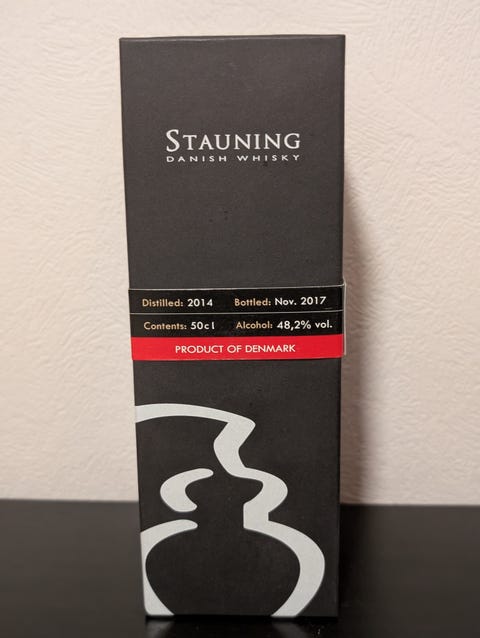 STAUNING
DANISH WHISKY
Distilled: 2014 Bottled: Nov. 2017
Contents: 50cl Alcohol: 48,2% vol.
PRODUCT OF DENMARK